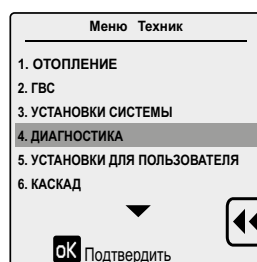 Меню Техник
1. ОТОПЛЕНИЕ
2. ГВС
3. УСТАНОВКИ СИСТЕМЫ
4. ДИАГНОСТИКА
5. УСТАНОВКИ ДЛЯ ПОЛЬЗОВАТЕЛЯ
6. КАСКАД
oK Подтвердить